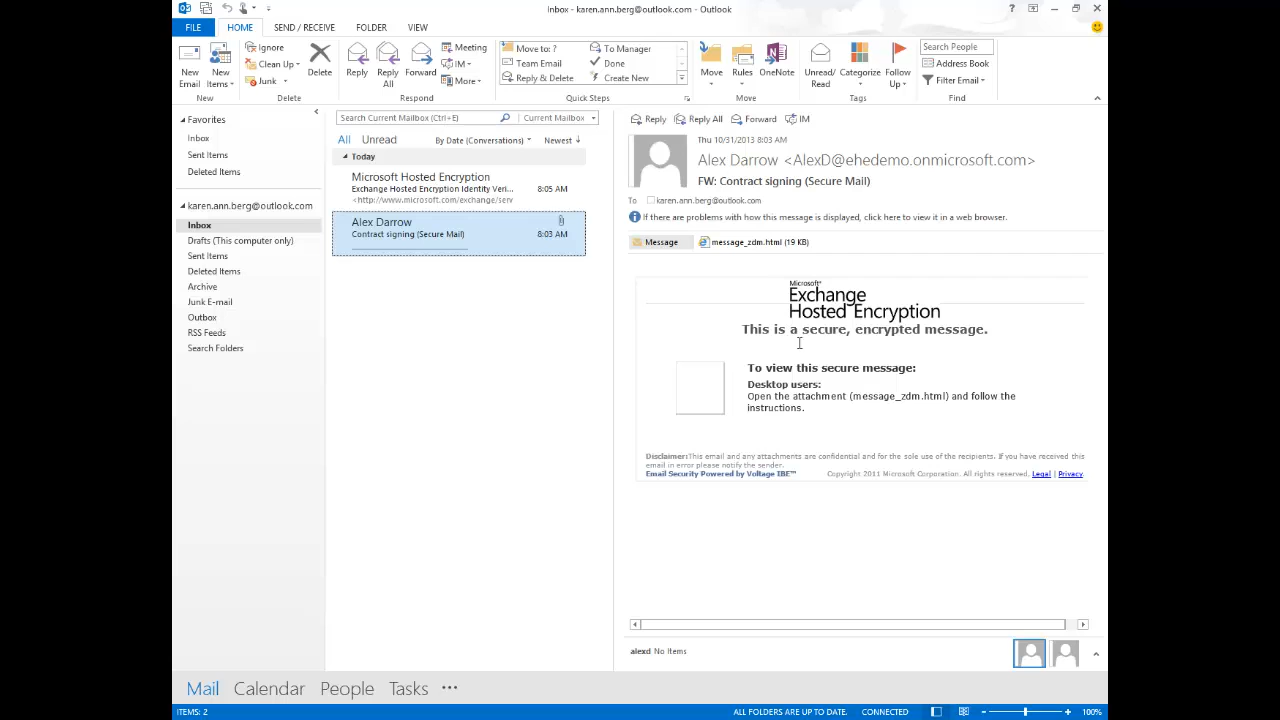 Inbox - karen.ann.berg@outlook.com - Outlook
?
FILE HOME SEND / RECEIVE FOLDER VIEW
New Email
New Items
Ignore
Clean Up
Junk
Delete
Reply
Reply All
Forward
Meeting
IM
More
Move to: ?
Team Email
Reply & Delete
To Manager
Done
Create New
Move
Rules
OneNote
Unread/ Read
Categorize
Follow Up
Search People
Address Book
Filter Email
New Delete Respond Quick Steps Move Tags Find
Favorites
Inbox
Sent Items
Deleted Items
karen.ann.berg@outlook.com
Inbox
Drafts (This computer only)
Sent Items
Deleted Items
Archive
Junk E-mail
Outbox
RSS Feeds
Search Folders
Search Current Mailbox (Ctrl+E) Current Mailbox
All Unread By Date (Conversations) Newest
Today
Microsoft Hosted Encryption
Exchange Hosted Encryption Identity Veri... 8:05 AM
<http://www.microsoft.com/exchange/serv
Alex Darrow
Contract signing (Secure Mail) 8:03 AM
Reply Reply All Forward IM
Thu 10/31/2013 8:03 AM
Alex Darrow <AlexD@ehedemo.onmicrosoft.com>
FW: Contract signing (Secure Mail)
To karen.ann.berg@outlook.com
If there are problems with how this message is displayed, click here to view it in a web browser.
Message message_zdm.html (19 KB)
Microsoft®
Exchange
Hosted Encryption
This is a secure, encrypted message.
To view this secure message:
Desktop users:
Open the attachment (message_zdm.html) and follow the
instructions.
Disclaimer:This email and any attachments are confidential and for the sole use of the recipients. If you have received this
email in error please notify the sender.
Email Security Powered by Voltage IBE™ Copyright 2011 Microsoft Corporation. All rights reserved. Legal | Privacy
alexd No Items
Mail Calendar People Tasks
ITEMS: 2 ALL FOLDERS ARE UP TO DATE. CONNECTED 100%